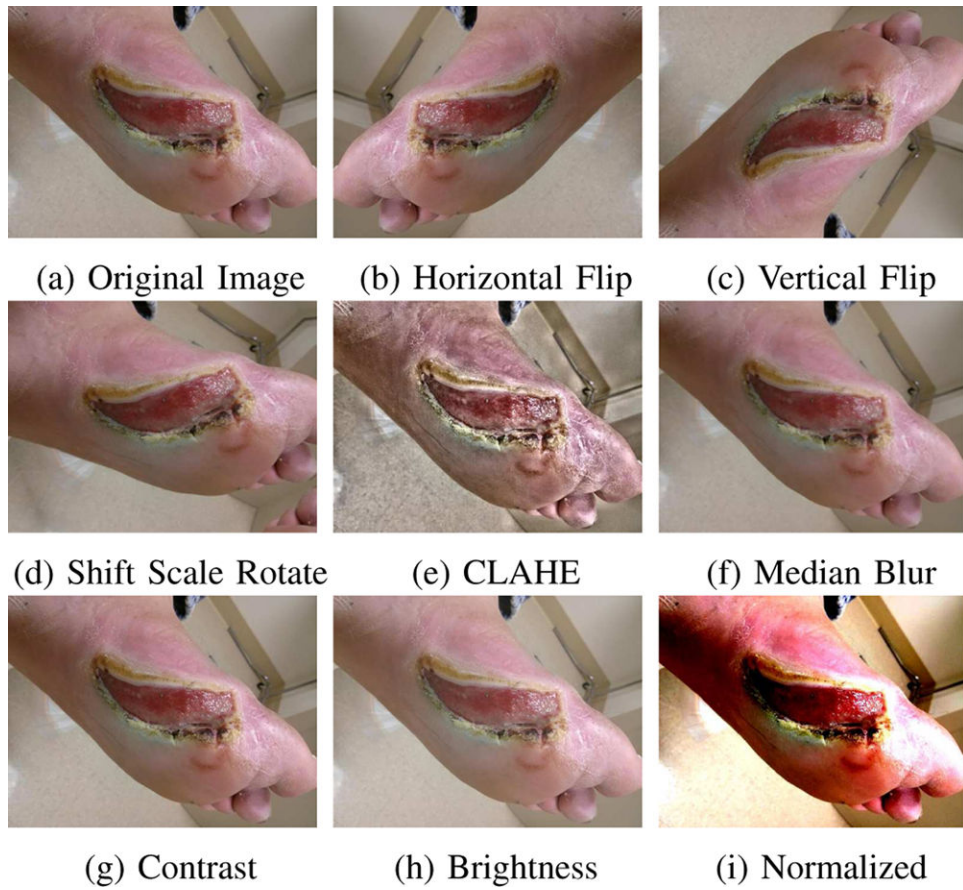 (a) Original Image
(b) Horizontal Flip
(c) Vertical Flip
(d) Shift Scale Rotate
(e) CLAHE
(f) Median Blur
(g) Contrast
(h) Brightness
(i) Normalized